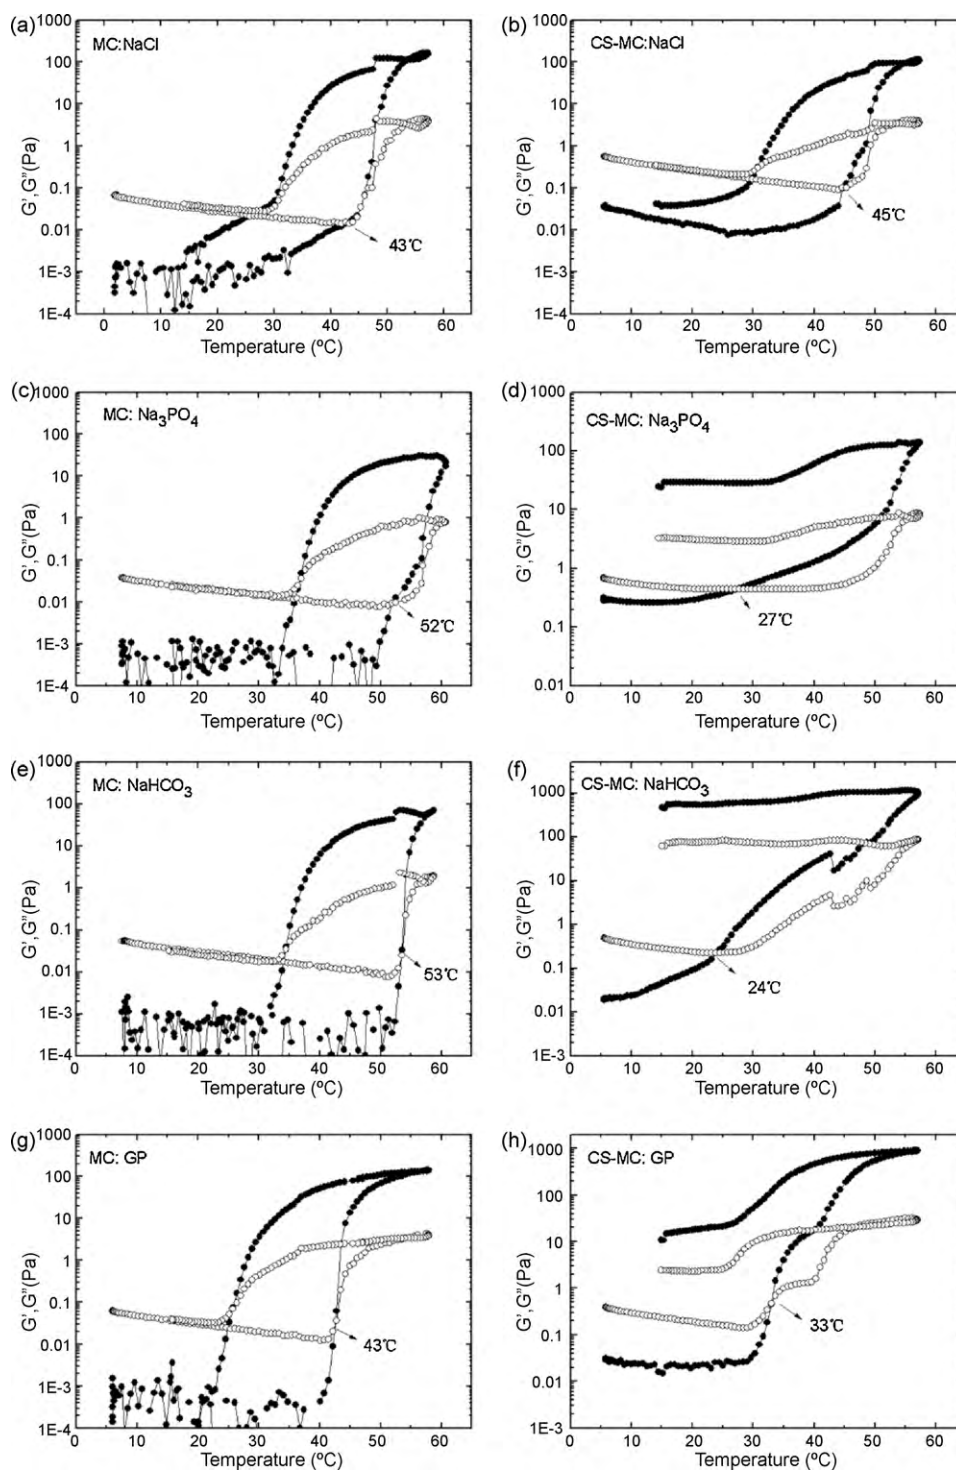 (a)
MC:NaCl
1000
100
10
1
0.1
0.01
1E-3
1E-4
G', G''(Pa)
43℃
0 10 20 30 40 50 60
Temperature (ºC)
(b)
CS-MC:NaCl
1000
100
10
1
0.1
0.01
1E-3
1E-4
G', G''(Pa)
45℃
0 10 20 30 40 50 60
Temperature (ºC)
(c)
MC: Na₃PO₄
1000
100
10
1
0.1
0.01
1E-3
1E-4
G', G''(Pa)
52℃
0 10 20 30 40 50 60
Temperature (ºC)
(d)
CS-MC: Na₃PO₄
1000
100
10
1
0.1
0.01
G', G''(Pa)
27℃
0 10 20 30 40 50 60
Temperature (ºC)
(e)
MC: NaHCO₃
1000
100
10
1
0.1
0.01
1E-3
1E-4
G', G''(Pa)
53℃
0 10 20 30 40 50 60
Temperature (ºC)
(f)
CS-MC: NaHCO₃
1000
100
10
1
0.1
0.01
1E-3
G', G''(Pa)
24℃
0 10 20 30 40 50 60
Temperature (ºC)
(g)
MC: GP
1000
100
10
1
0.1
0.01
1E-3
1E-4
G', G''(Pa)
43℃
0 10 20 30 40 50 60
Temperature (ºC)
(h)
CS-MC: GP
1000
100
10
1
0.1
0.01
1E-3
G', G''(Pa)
33℃
0 10 20 30 40 50 60
Temperature (ºC)